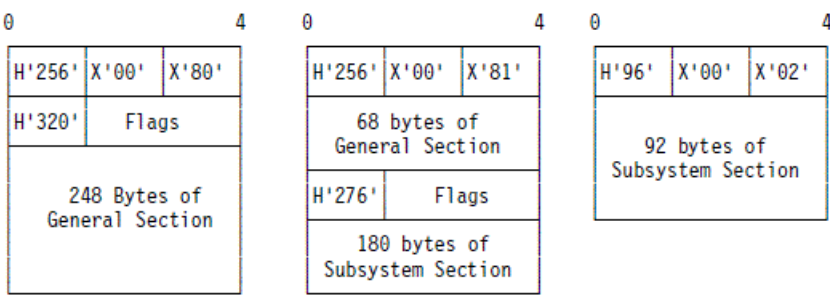 0 4
H'256' X'00' X'80'
H'320' Flags
248 Bytes of
General Section
0 4
H'256' X'00' X'81'
68 bytes of
General Section
H'276' Flags
180 bytes of
Subsystem Section
0 4
H'96' X'00' X'02'
92 bytes of
Subsystem Section